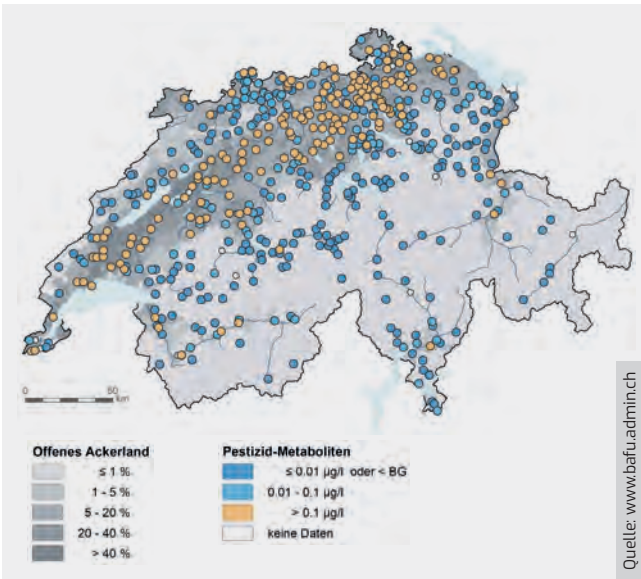 0 50
km
Offenes Ackerland
≤ 1 %
1 - 5 %
5 - 20 %
20 - 40 %
> 40 %
Pestizid-Metaboliten
≤ 0.01 µg/l oder < BG
0.01 - 0.1 µg/l
> 0.1 µg/l
keine Daten
Quelle: www.bafu.admin.ch